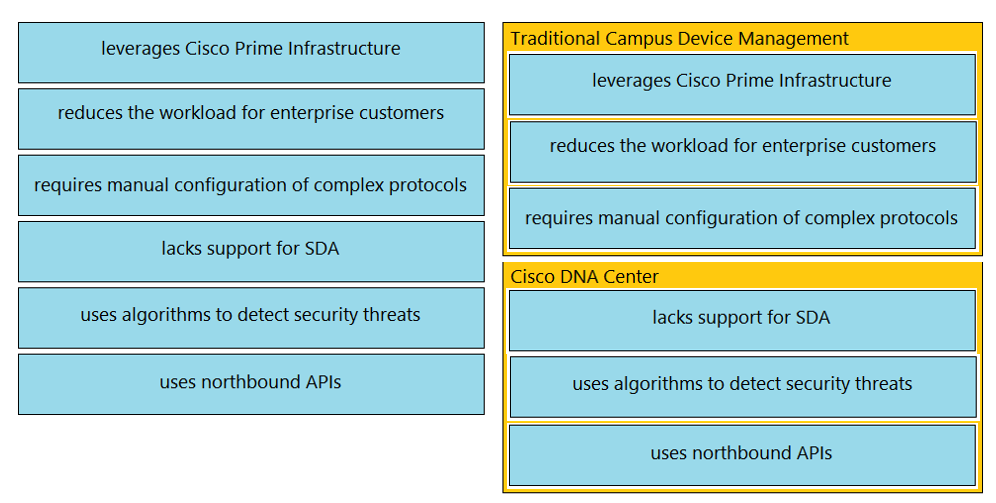 leverages Cisco Prime Infrastructure
reduces the workload for enterprise customers
requires manual configuration of complex protocols
lacks support for SDA
uses algorithms to detect security threats
uses northbound APIs
Traditional Campus Device Management
leverages Cisco Prime Infrastructure
reduces the workload for enterprise customers
requires manual configuration of complex protocols
Cisco DNA Center
lacks support for SDA
uses algorithms to detect security threats
uses northbound APIs